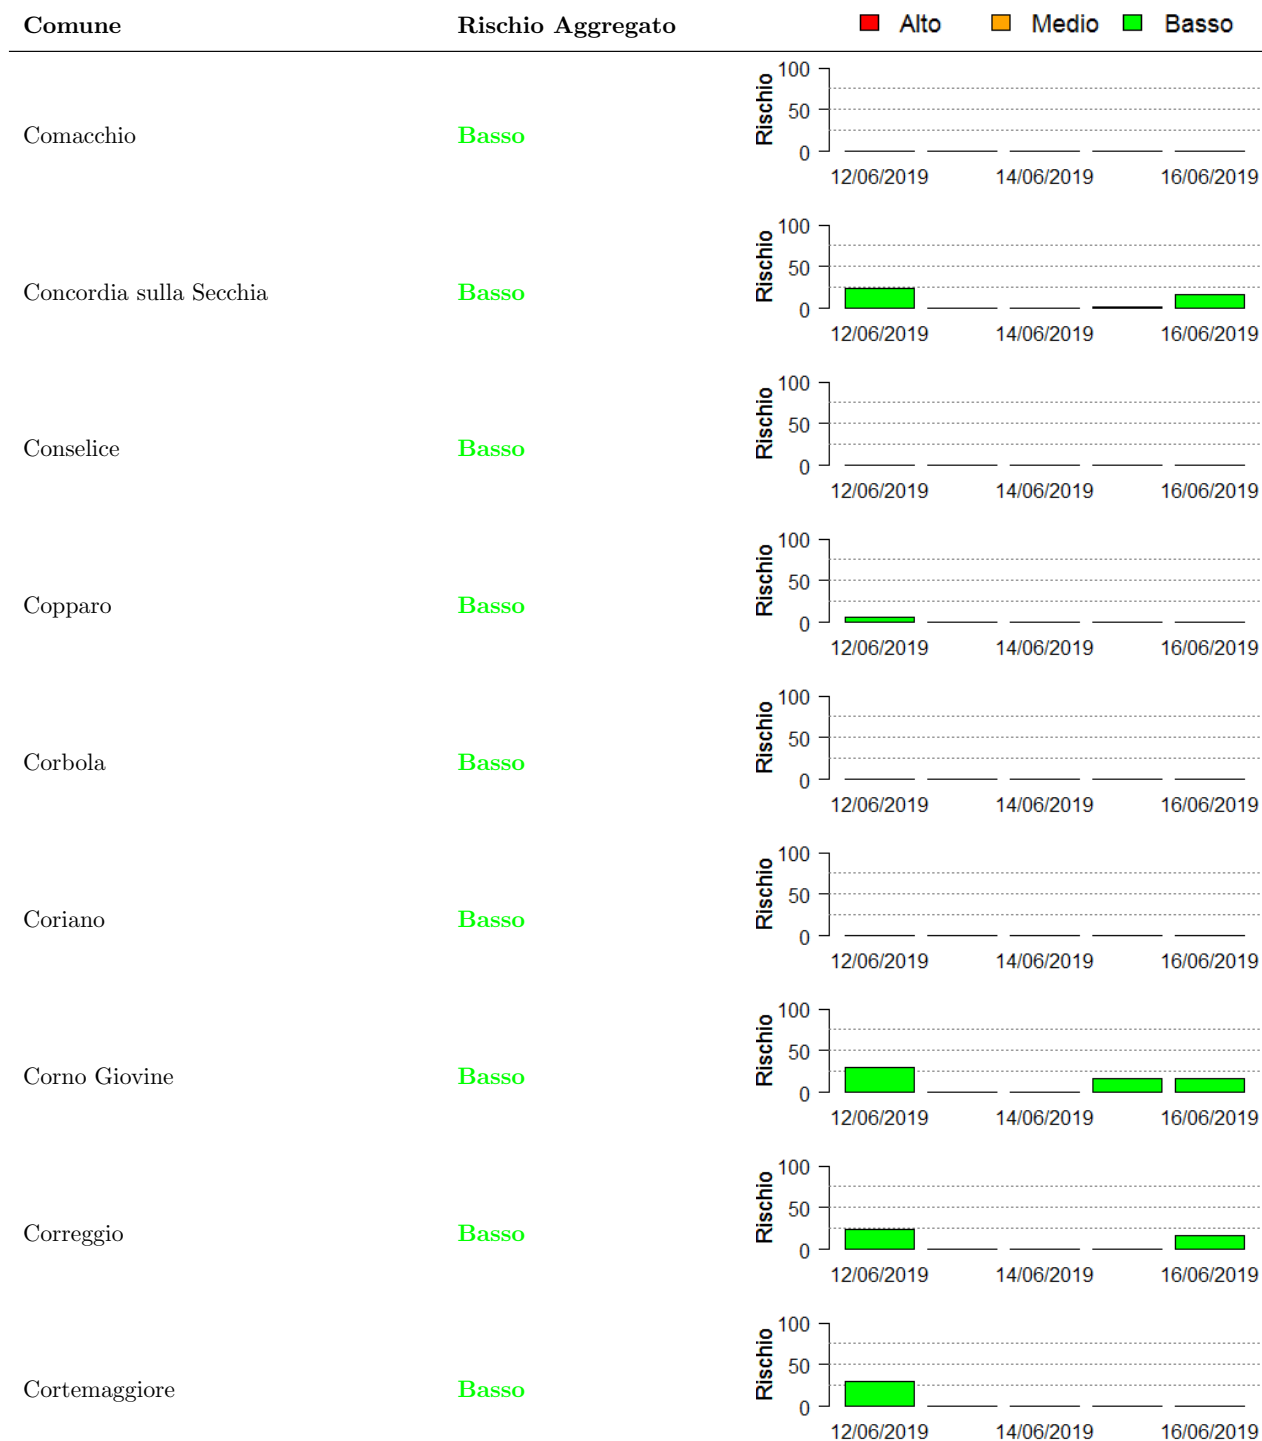 Comune Rischio Aggregato Alto Medio Basso
Comacchio Basso
Rischio
100
50
0
12/06/2019 14/06/2019 16/06/2019
Concordia sulla Secchia Basso
Rischio
100
50
0
12/06/2019 14/06/2019 16/06/2019
Conselice Basso
Rischio
100
50
0
12/06/2019 14/06/2019 16/06/2019
Copparo Basso
Rischio
100
50
0
12/06/2019 14/06/2019 16/06/2019
Corbola Basso
Rischio
100
50
0
12/06/2019 14/06/2019 16/06/2019
Coriano Basso
Rischio
100
50
0
12/06/2019 14/06/2019 16/06/2019
Corno Giovine Basso
Rischio
100
50
0
12/06/2019 14/06/2019 16/06/2019
Correggio Basso
Rischio
100
50
0
12/06/2019 14/06/2019 16/06/2019
Cortemaggiore Basso
Rischio
100
50
0
12/06/2019 14/06/2019 16/06/2019